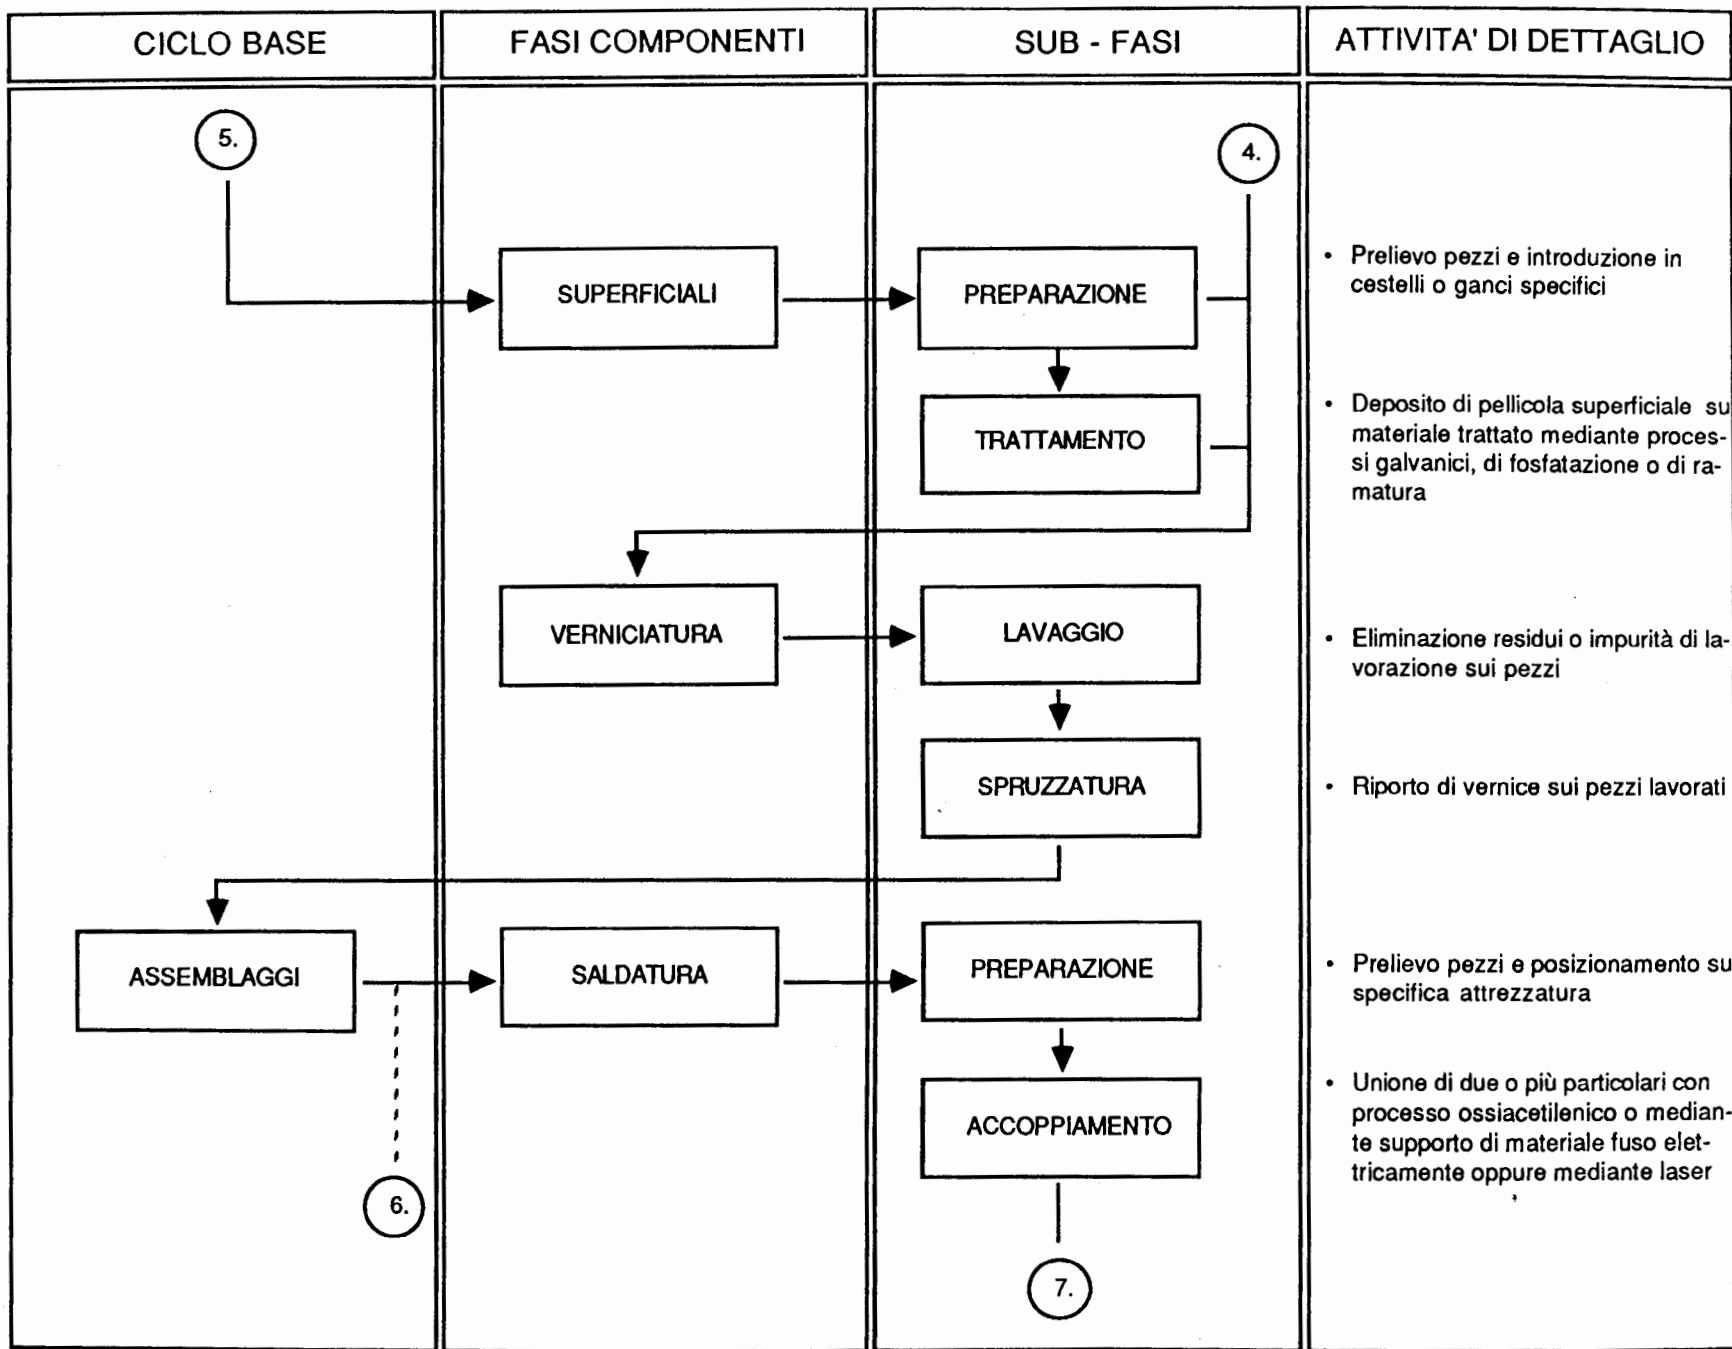 CICLO BASE
FASI COMPONENTI
SUB - FASI
ATTIVITA' DI DETTAGLIO
5.
4.
SUPERFICIALI
PREPARAZIONE
• Prelievo pezzi e introduzione in
cestelli o ganci specifici
TRATTAMENTO
• Deposito di pellicola superficiale su
materiale trattato mediante proces-
si galvanici, di fosfatazione o di ra-
matura
VERNICIATURA
LAVAGGIO
• Eliminazione residui o impurità di la-
vorazione sui pezzi
SPRUZZATURA
• Riporto di vernice sui pezzi lavorati
ASSEMBLAGGI
SALDATURA
PREPARAZIONE
• Prelievo pezzi e posizionamento su
specifica attrezzatura
ACCOPPIAMENTO
• Unione di due o più particolari con
processo ossiacetilenico o median-
te supporto di materiale fuso elet-
tricamente oppure mediante laser
6.
7.